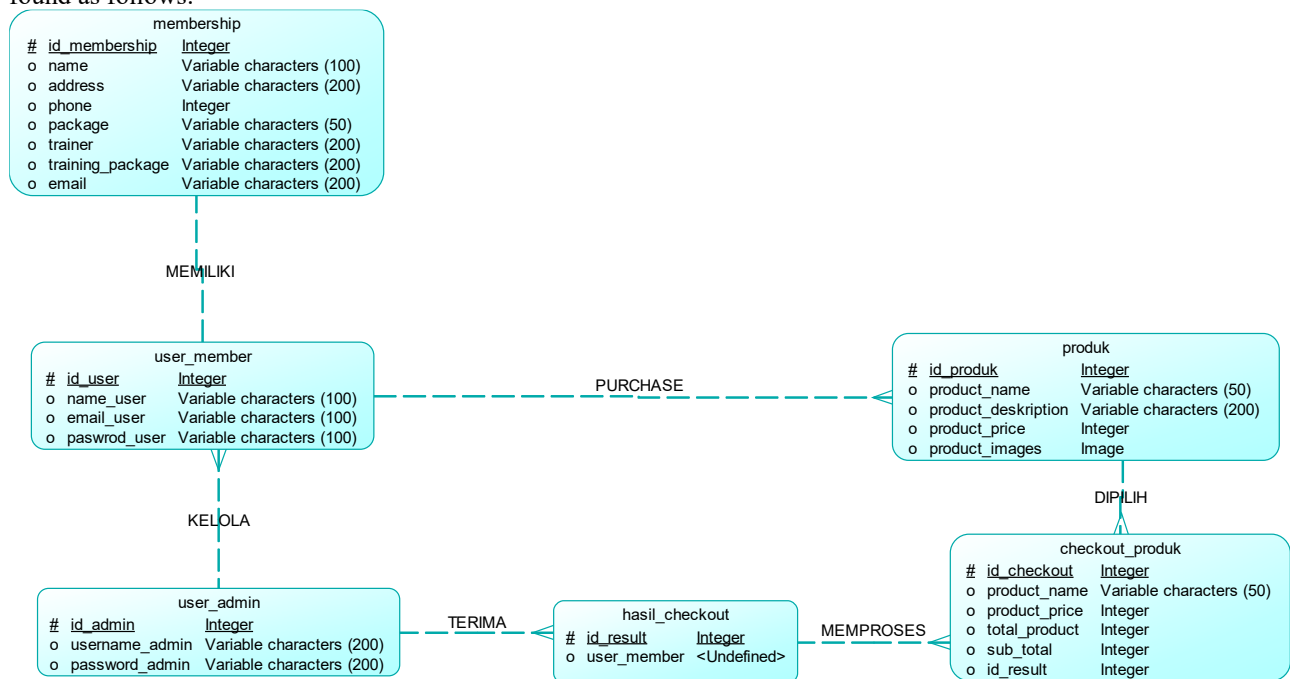 found as follows:
membership
# id_membership Integer
o name Variable characters (100)
o address Variable characters (200)
o phone Integer
o package Variable characters (50)
o trainer Variable characters (200)
o training_package Variable characters (200)
o email Variable characters (200)
MEMILIKI
user_member
# id_user Integer
o name_user Variable characters (100)
o email_user Variable characters (100)
o paswrod_user Variable characters (100)
PURCHASE
produk
# id_produk Integer
o product_name Variable characters (50)
o product_deskription Variable characters (200)
o product_price Integer
o product_images Image
KELOLA
DIPILIH
user_admin
# id_admin Integer
o username_admin Variable characters (200)
o password_admin Variable characters (200)
TERIMA
hasil_checkout
# id_result Integer
o user_member <Undefined>
MEMPROSES
checkout_produk
# id_checkout Integer
o product_name Variable characters (50)
o product_price Integer
o total_product Integer
o sub_total Integer
o id_result Integer